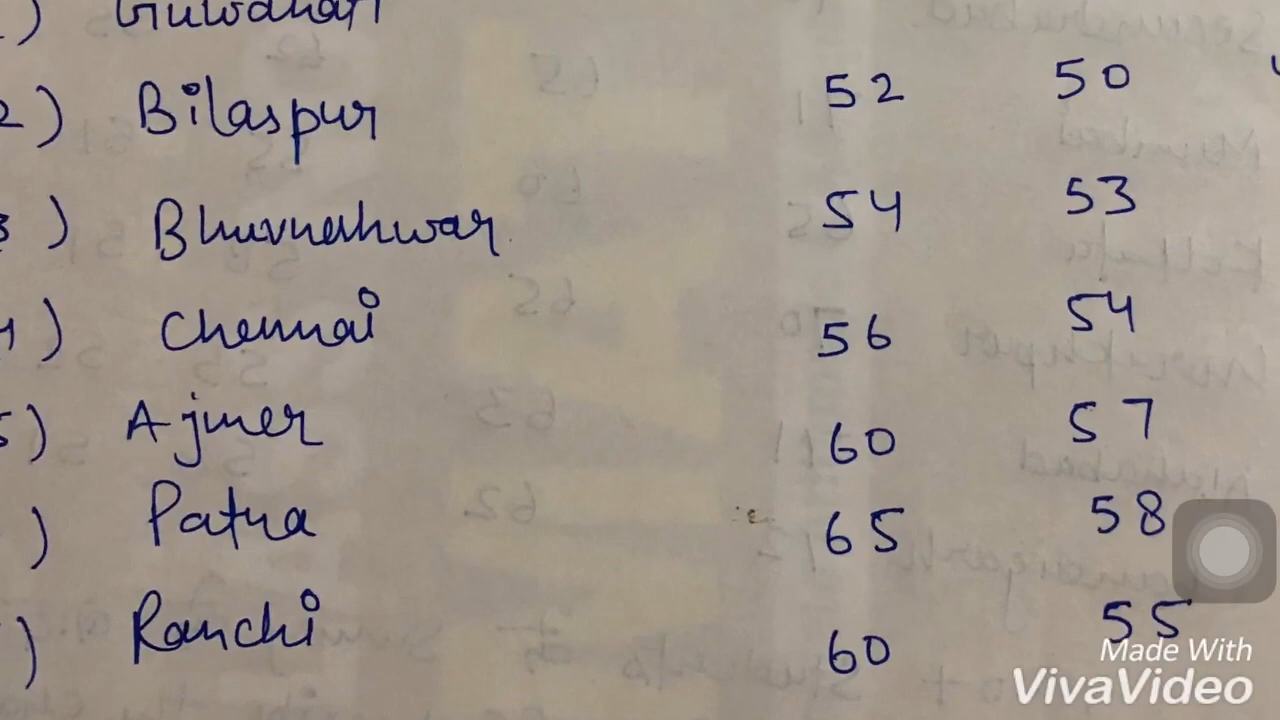 ) Guwahati
2) Bilaspur 52 50
3) Bhuvneshwar 54 53
4) Chennai 56 54
5) Ajmer 60 57
) Patna 65 58
) Ranchi 60 55
Made With
VivaVideo